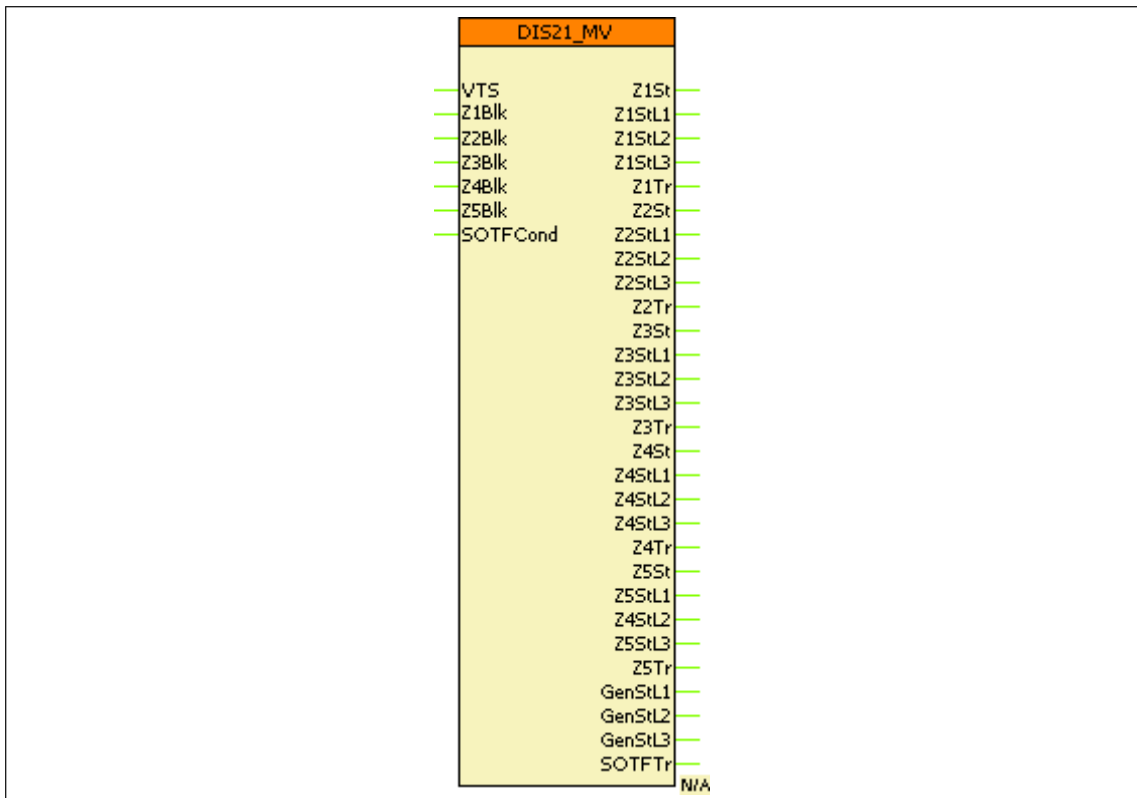 DIS21_MV
VTS Z1St
Z1Blk Z1StL1
Z2Blk Z1StL2
Z3Blk Z1StL3
Z4Blk Z1Tr
Z5Blk Z2St
SOTFCond Z2StL1
Z2StL2
Z2StL3
Z2Tr
Z3St
Z3StL1
Z3StL2
Z3StL3
Z3Tr
Z4St
Z4StL1
Z4StL2
Z4StL3
Z4Tr
Z5St
Z5StL1
Z4StL2
Z5StL3
Z5Tr
GenStL1
GenStL2
GenStL3
SOTFTr
N/A